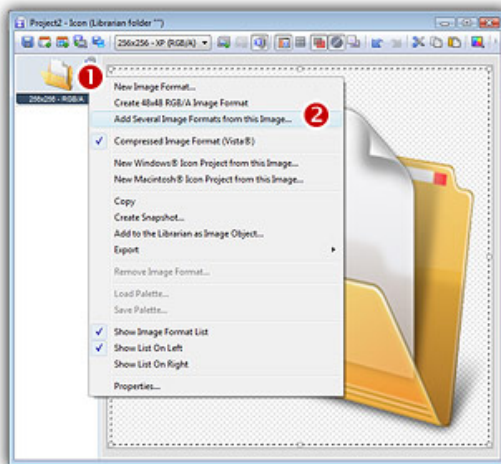 Project2 - Icon (Librarian folder "")
256x256 - XP (RGB/A)
1
256x256 - RGB/A
New Image Format...
Create 48x48 RGB/A Image Format
Add Several Image Formats from this Image...
2
Compressed Image Format (Vista®)
New Windows® Icon Project from this Image...
New Macintosh® Icon Project from this Image...
Copy
Create Snapshot...
Add to the Librarian as Image Object...
Export
Remove Image Format...
Load Palette...
Save Palette...
Show Image Format List
Show List On Left
Show List On Right
Properties...